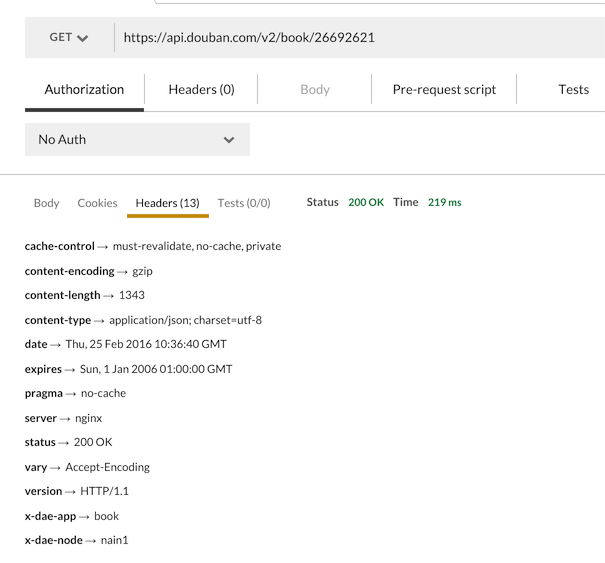 GET https://api.douban.com/v2/book/26692621
Authorization Headers (0) Body Pre-request script Tests
No Auth
Body Cookies Headers (13) Tests (0/0) Status 200 OK Time 219 ms
cache-control → must-revalidate, no-cache, private
content-encoding → gzip
content-length → 1343
content-type → application/json; charset=utf-8
date → Thu, 25 Feb 2016 10:36:40 GMT
expires → Sun, 1 Jan 2006 01:00:00 GMT
pragma → no-cache
server → nginx
status → 200 OK
vary → Accept-Encoding
version → HTTP/1.1
x-dae-app → book
x-dae-node → nain1